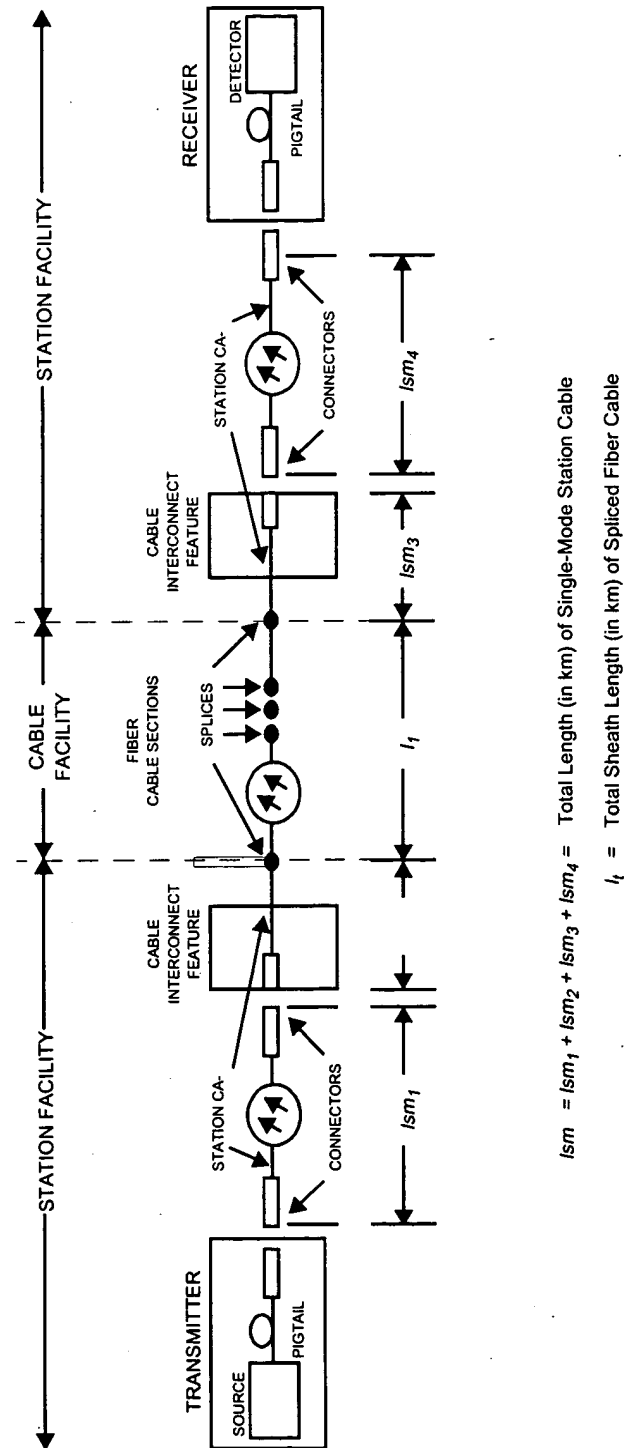 STATION FACILITY
CABLE
FACILITY
STATION FACILITY
TRANSMITTER
SOURCE
PIGTAIL
STATION CA-
CONNECTORS
CABLE
INTERCONNECT
FEATURE
FIBER
CABLE SECTIONS
SPLICES
CABLE
INTERCONNECT
FEATURE
STATION CA-
CONNECTORS
RECEIVER
DETECTOR
PIGTAIL
lsm1
l1
lsm3
lsm4
lsm = lsm1 + lsm2 + lsm3 + lsm4 = Total Length (in km) of Single-Mode Station Cable
lt = Total Sheath Length (in km) of Spliced Fiber Cable